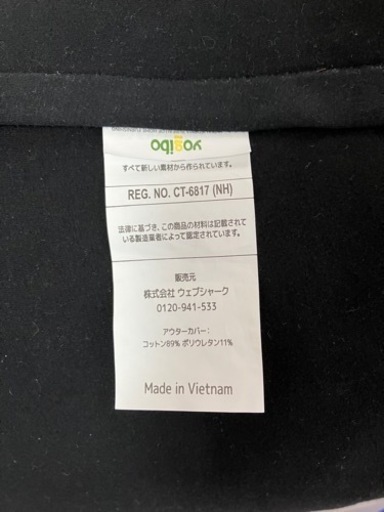 yogibo
すべて新しい素材から作られています。
REG. NO. CT-6817 (NH)
法律に基づき、この商品の材料は記載されて
いる製造業者によって鑑定されています。
販売元
株式会社 ウェブシャーク
0120-941-533
アウターカバー：
コットン89% ポリウレタン11%
Made in Vietnam